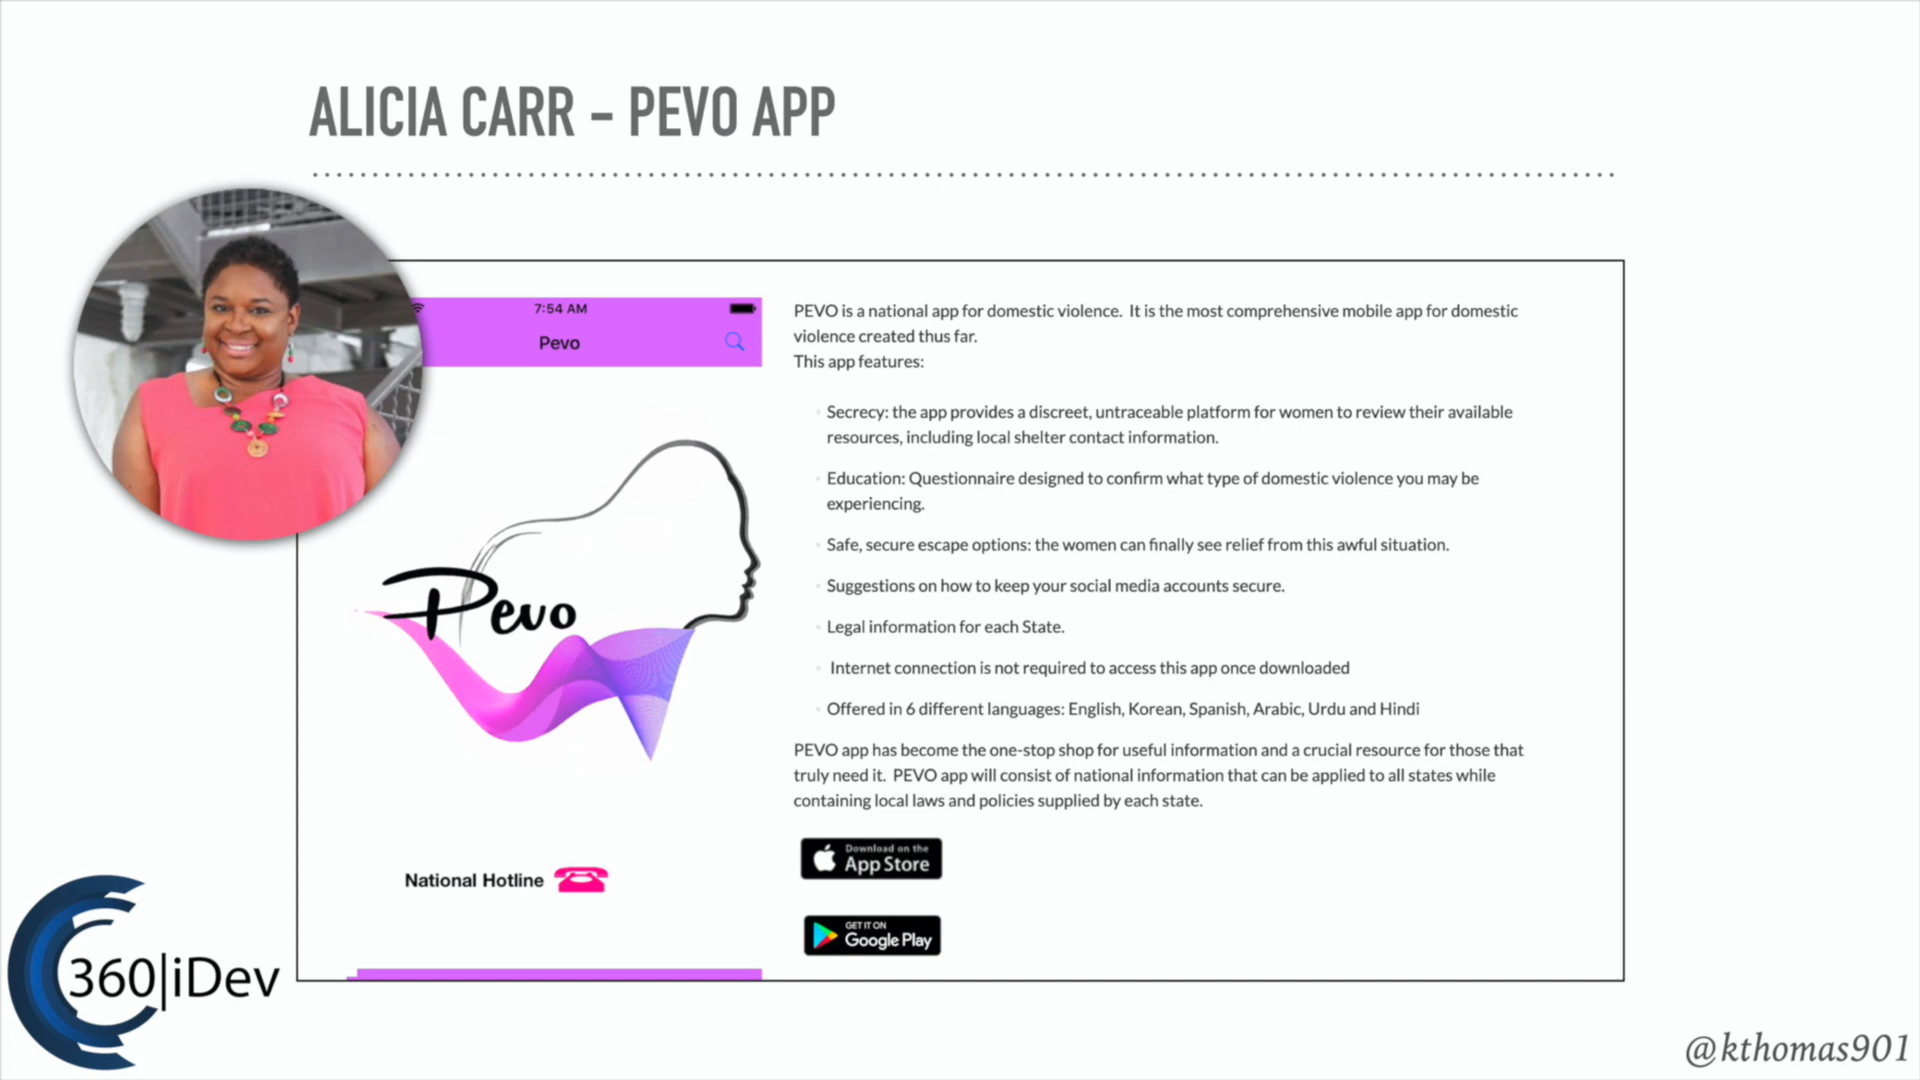 ALICIA CARR - PEVO APP
7:54 AM
Pevo
Pevo
National Hotline
PEVO is a national app for domestic violence.  It is the most comprehensive mobile app for domestic
violence created thus far.
This app features:
Secrecy: the app provides a discreet, untraceable platform for women to review their available
resources, including local shelter contact information.
Education: Questionnaire designed to confirm what type of domestic violence you may be
experiencing.
Safe, secure escape options: the women can finally see relief from this awful situation.
Suggestions on how to keep your social media accounts secure.
Legal information for each State.
Internet connection is not required to access this app once downloaded
Offered in 6 different languages: English, Korean, Spanish, Arabic, Urdu and Hindi
PEVO app has become the one-stop shop for useful information and a crucial resource for those that
truly need it.  PEVO app will consist of national information that can be applied to all states while
containing local laws and policies supplied by each state.
Download on the
App Store
GET IT ON
Google Play
360|iDev
@kthomas901